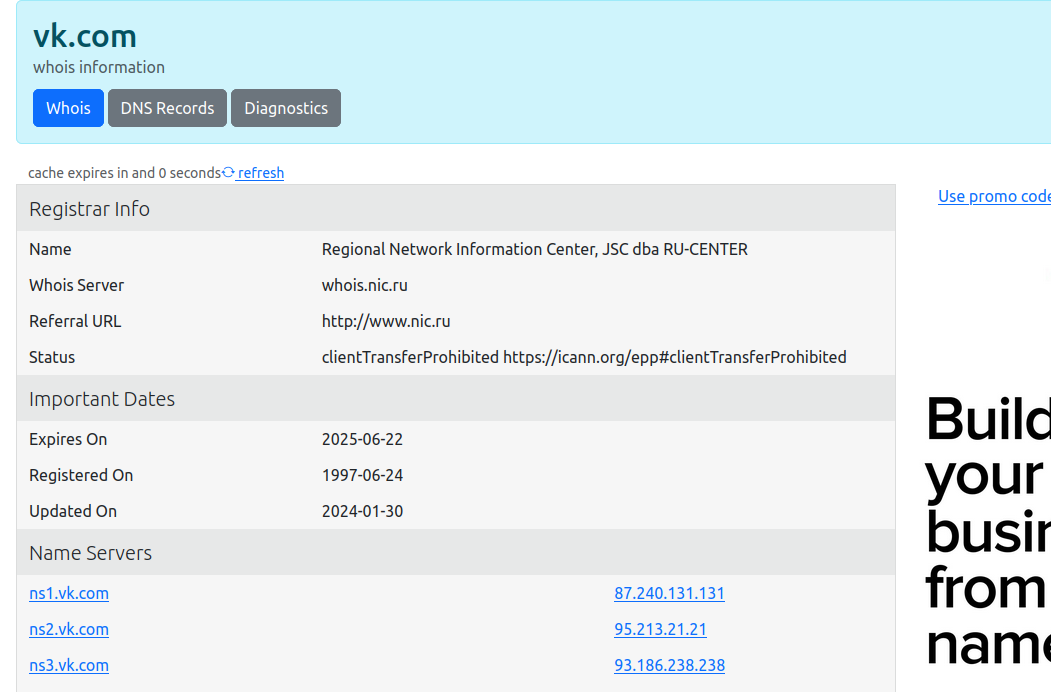 vk.com
whois information
Whois DNS Records Diagnostics
cache expires in and 0 seconds refresh
Registrar Info
Name Regional Network Information Center, JSC dba RU-CENTER
Whois Server whois.nic.ru
Referral URL http://www.nic.ru
Status clientTransferProhibited https://icann.org/epp#clientTransferProhibited
Important Dates
Expires On 2025-06-22
Registered On 1997-06-24
Updated On 2024-01-30
Name Servers
ns1.vk.com 87.240.131.131
ns2.vk.com 95.213.21.21
ns3.vk.com 93.186.238.238
Use promo code
Build
your
busin
from
name